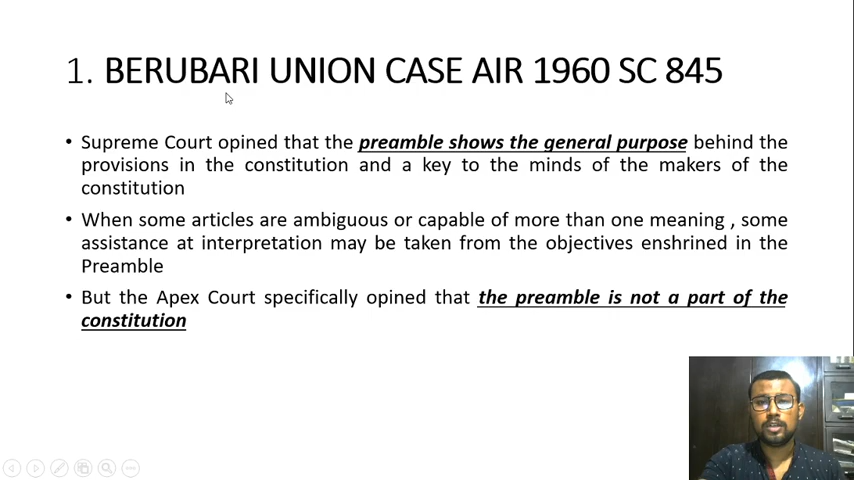 1. BERUBARI UNION CASE AIR 1960 SC 845
• Supreme Court opined that the preamble shows the general purpose behind the
provisions in the constitution and a key to the minds of the makers of the
constitution
• When some articles are ambiguous or capable of more than one meaning , some
assistance at interpretation may be taken from the objectives enshrined in the
Preamble
• But the Apex Court specifically opined that the preamble is not a part of the
constitution